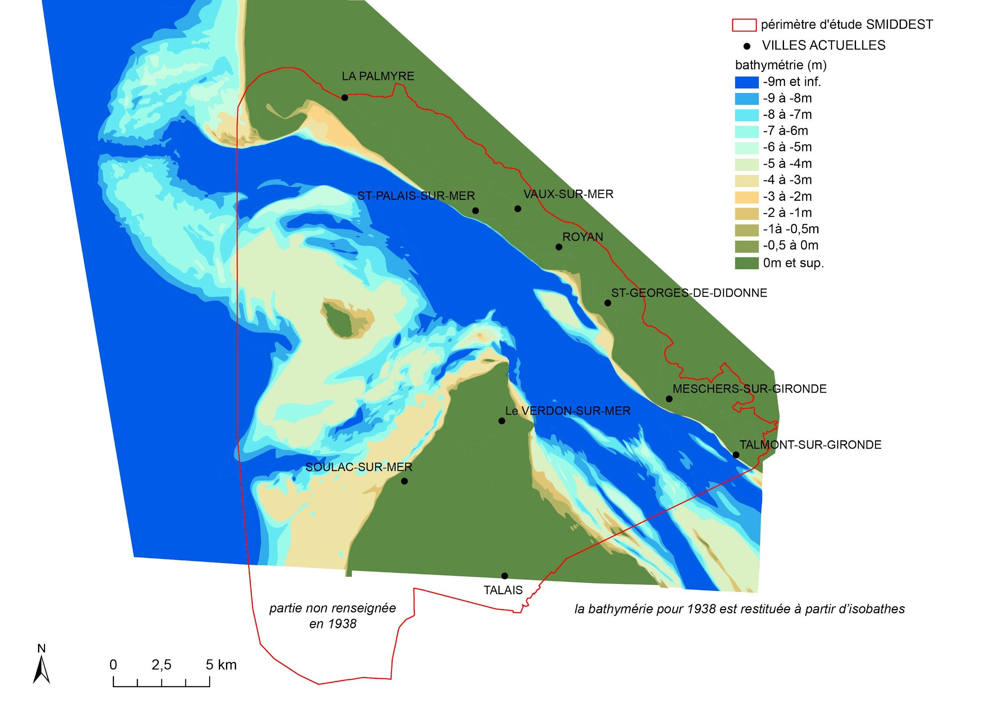 périmètre d'étude SMIDDEST
VILLES ACTUELLES
bathymétrie (m)
-9m et inf.
-9 à -8m
-8 à -7m
-7 à-6m
-6 à -5m
-5 à -4m
-4 à -3m
-3 à -2m
-2 à -1m
-1à -0,5m
-0,5 à 0m
0m et sup.
LA PALMYRE
ST-PALAIS-SUR-MER
VAUX-SUR-MER
ROYAN
ST-GEORGES-DE-DIDONNE
MESCHERS-SUR-GIRONDE
Le VERDON-SUR-MER
TALMONT-SUR-GIRONDE
SOULAC-SUR-MER
TALAIS
partie non renseignée
en 1938
la bathymérie pour 1938 est restituée à partir d’isobathes
N
0 2,5 5 km